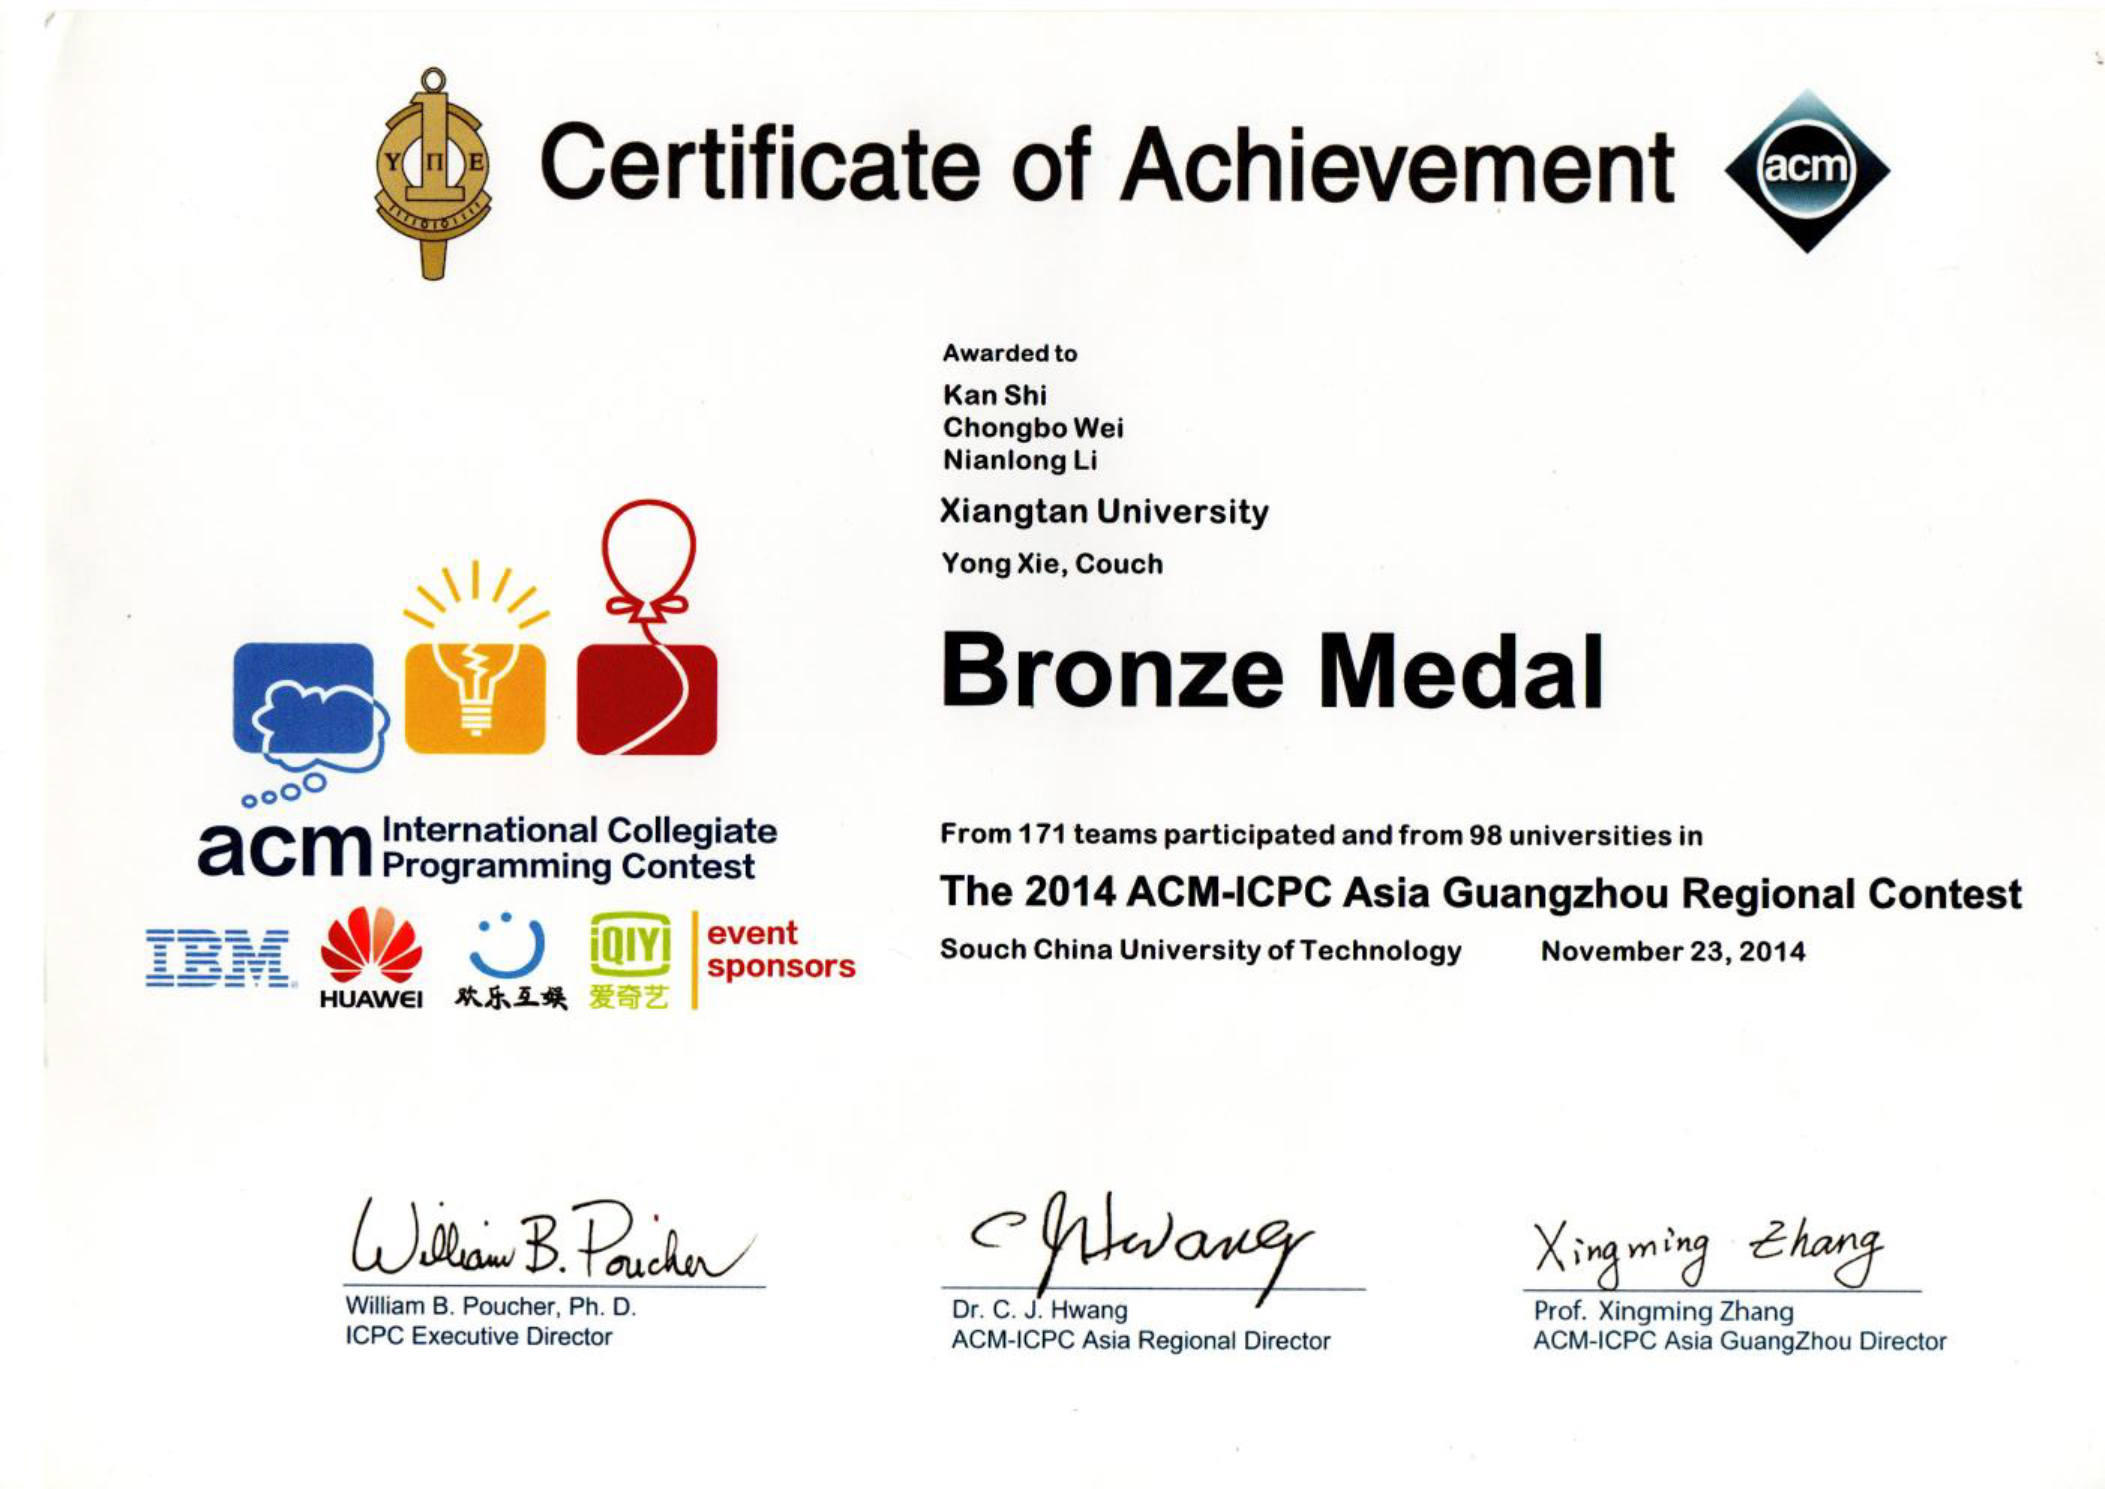 Υ Π Ε
Certificate of Achievement
acm
Awarded to
Kan Shi
Chongbo Wei
Nianlong Li
Xiangtan University
Yong Xie, Couch
Bronze Medal
acm International Collegiate
Programming Contest
From 171 teams participated and from 98 universities in
The 2014 ACM-ICPC Asia Guangzhou Regional Contest
Souch China University of Technology November 23, 2014
IBM
HUAWEI
欢乐互娱
iQIYI
爱奇艺
event
sponsors
William B. Poucher
C J Hwang
Xingming Zhang
William B. Poucher, Ph. D.
ICPC Executive Director
Dr. C. J. Hwang
ACM-ICPC Asia Regional Director
Prof. Xingming Zhang
ACM-ICPC Asia GuangZhou Director